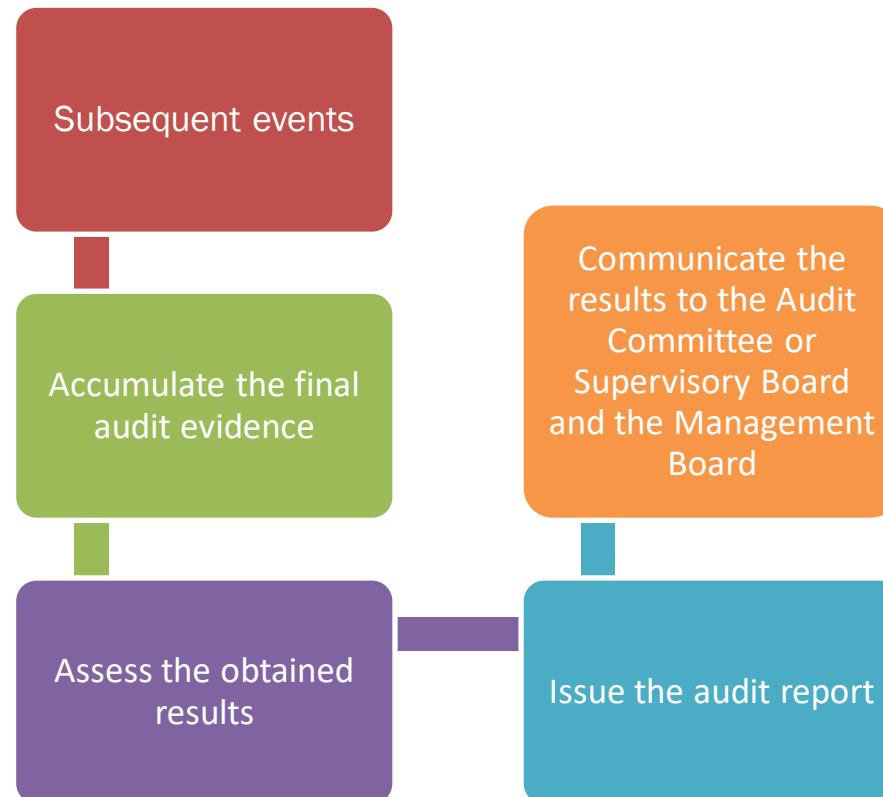 Subsequent events
Accumulate the final
audit evidence
Assess the obtained
results
Issue the audit report
Communicate the
results to the Audit
Committee or
Supervisory Board
and the Management
Board